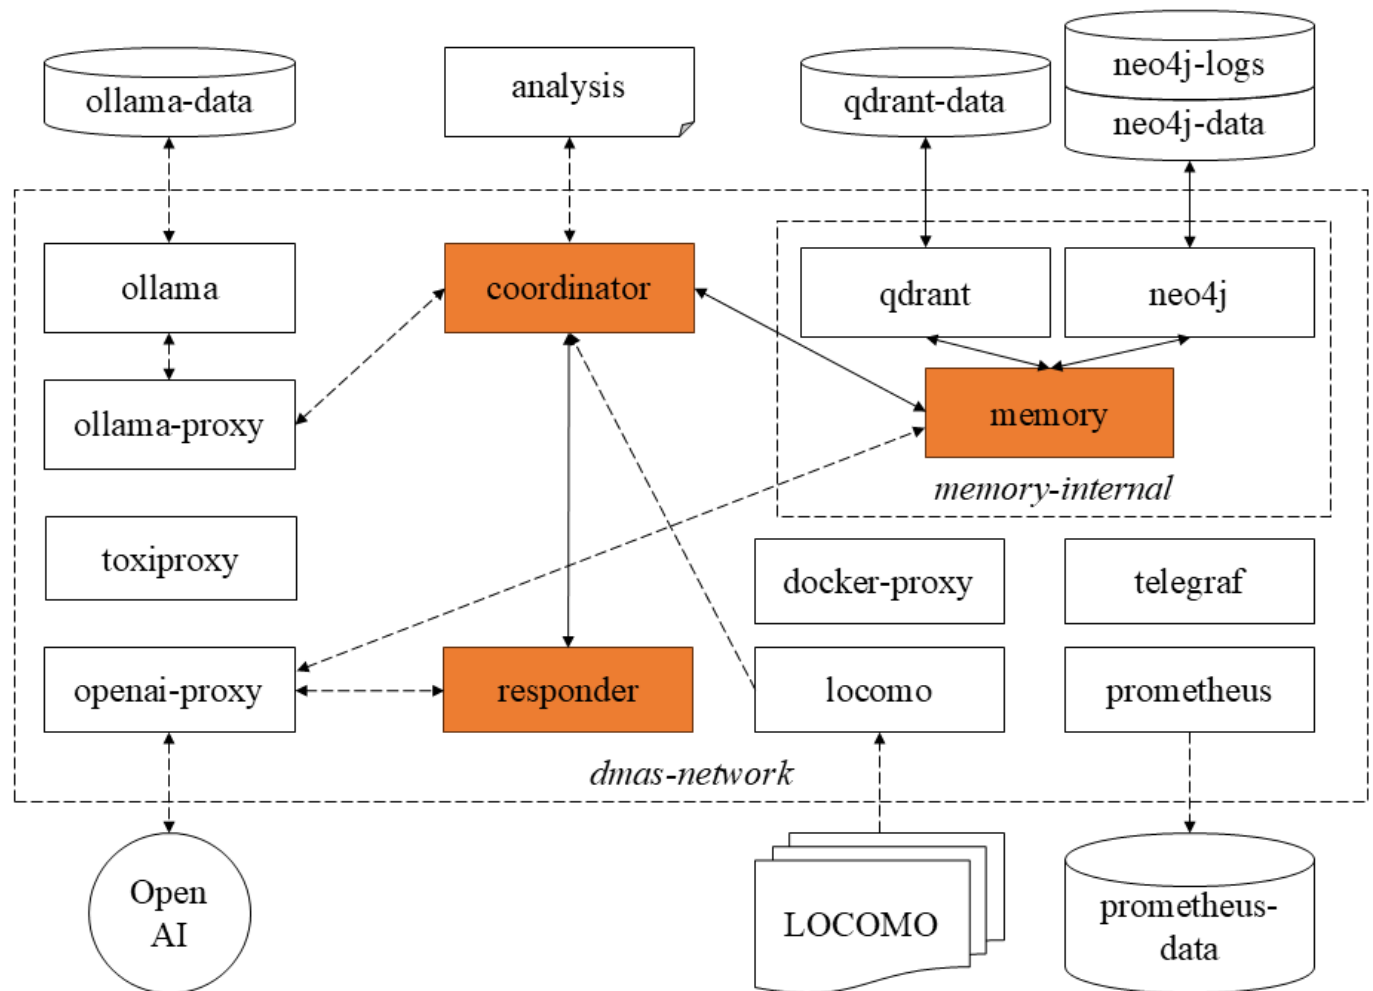 ollama-data
analysis
qdrant-data
neo4j-logs
neo4j-data
ollama
coordinator
qdrant
neo4j
ollama-proxy
memory
memory-internal
toxiproxy
docker-proxy
telegraf
openai-proxy
responder
locomo
prometheus
dmas-network
Open
AI
LOCOMO
prometheus-
data